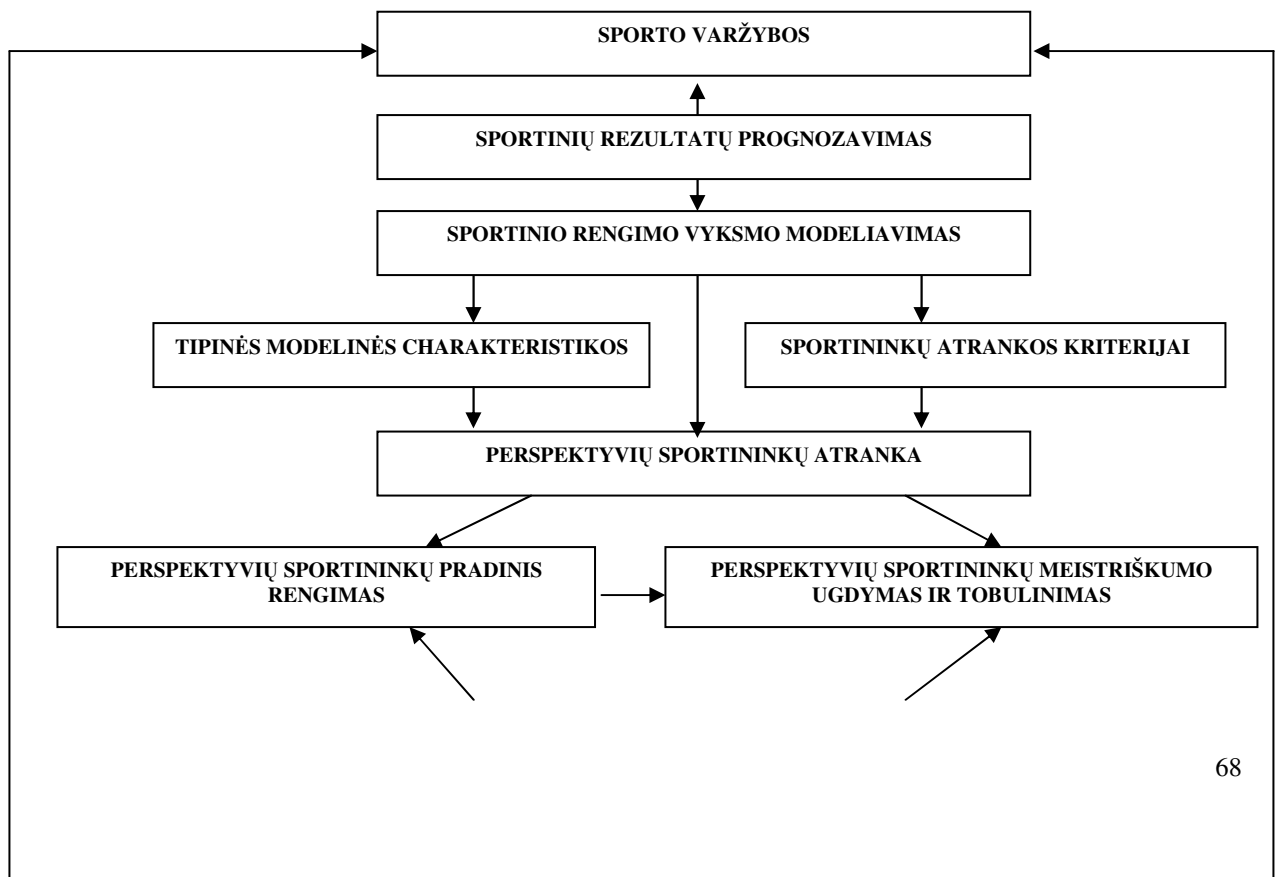 SPORTO VARŽYBOS
SPORTINIŲ REZULTATŲ PROGNOZAVIMAS
SPORTINIO RENGIMO VYKSMO MODELIAVIMAS
TIPINĖS MODELINĖS CHARAKTERISTIKOS
SPORTININKŲ ATRANKOS KRITERIJAI
PERSPEKTYVIŲ SPORTININKŲ ATRANKA
PERSPEKTYVIŲ SPORTININKŲ PRADINIS
RENGIMAS
PERSPEKTYVIŲ SPORTININKŲ MEISTRIŠKUMO
UGDYMAS IR TOBULINIMAS
68